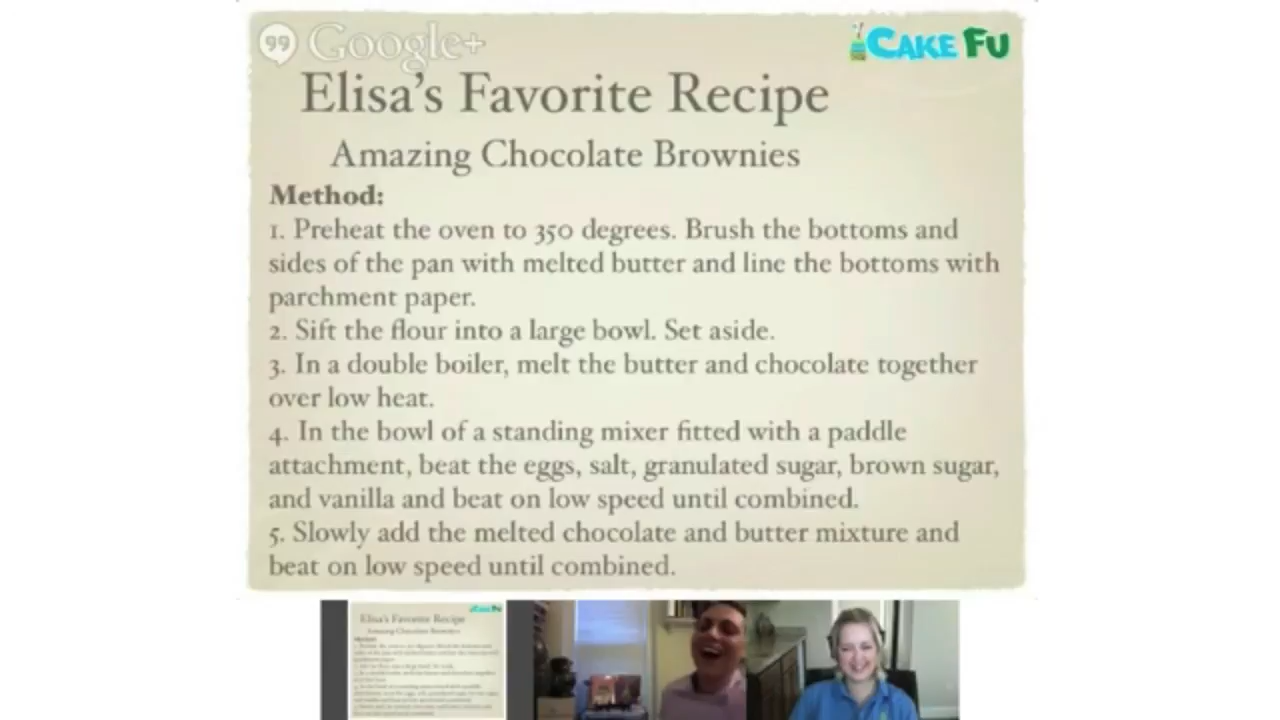 99 Google+
CAKE FU
Elisa's Favorite Recipe
Amazing Chocolate Brownies
Method:
1. Preheat the oven to 350 degrees. Brush the bottoms and
sides of the pan with melted butter and line the bottoms with
parchment paper.
2. Sift the flour into a large bowl. Set aside.
3. In a double boiler, melt the butter and chocolate together
over low heat.
4. In the bowl of a standing mixer fitted with a paddle
attachment, beat the eggs, salt, granulated sugar, brown sugar,
and vanilla and beat on low speed until combined.
5. Slowly add the melted chocolate and butter mixture and
beat on low speed until combined.
CAKE FU
Elisa's Favorite Recipe
Amazing Chocolate Brownies